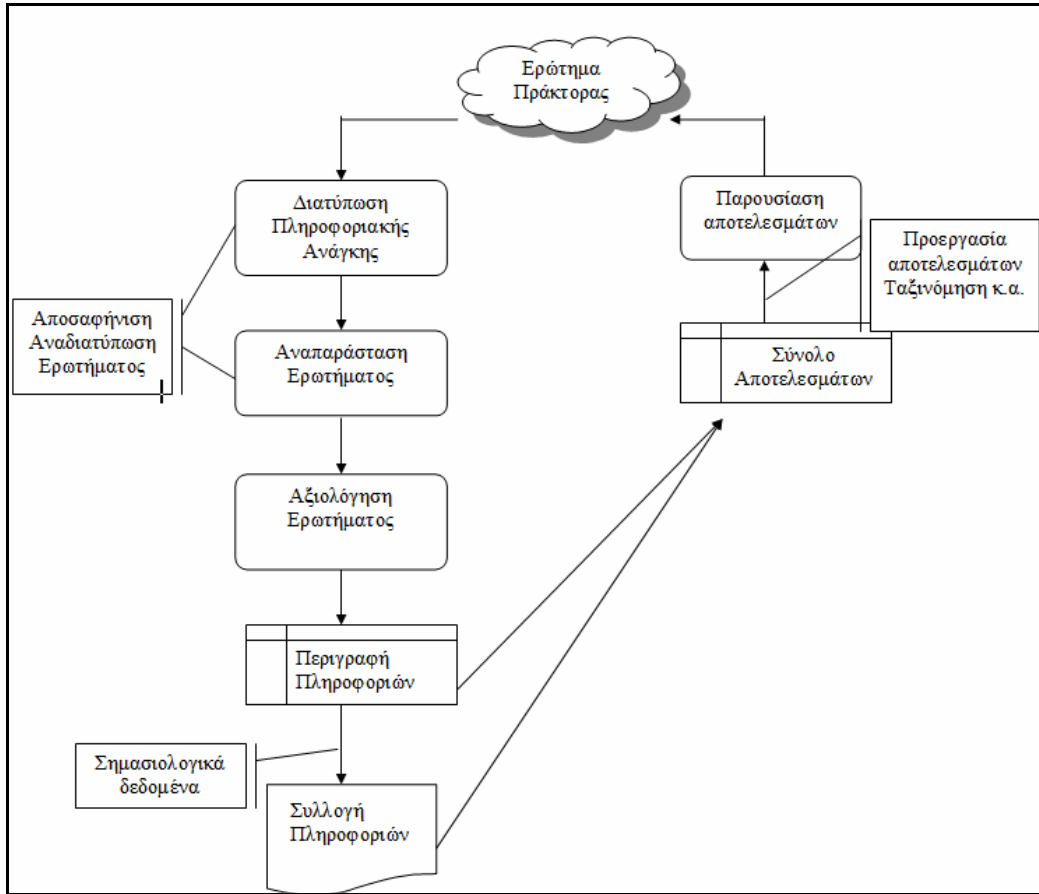 Ερώτημα
Πράκτορας
Διατύπωση
Πληροφοριακής
Ανάγκης
Αποσαφήνιση
Αναδιατύπωση
Ερωτήματος
Αναπαράσταση
Ερωτήματος
Αξιολόγηση
Ερωτήματος
Περιγραφή
Πληροφοριών
Σημασιολογικά
δεδομένα
Συλλογή
Πληροφοριών
Παρουσίαση
αποτελεσμάτων
Προεργασία
αποτελεσμάτων
Ταξινόμηση κ.α.
Σύνολο
Αποτελεσμάτων